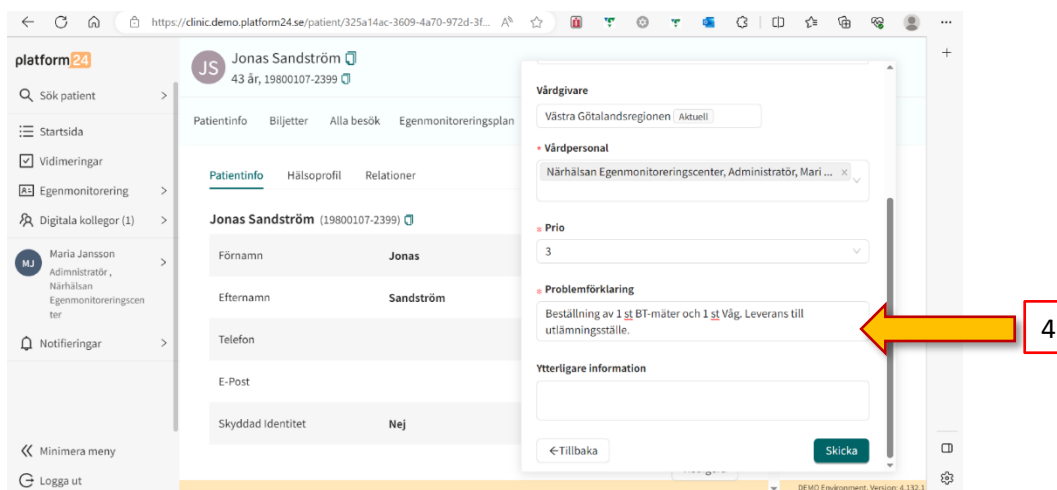 https://clinic.demo.platform24.se/patient/325a14ac-3609-4a70-972d-3f...
platform24
Sök patient
Startsida
Vidimeringar
Egenmonitorering
Digitala kollegor (1)
MJ
Maria Jansson
Adimnistratör ,
Närhälsan
Egenmonitoreringscen
ter
Notifieringar
Minimera meny
Logga ut
JS
Jonas Sandström
43 år, 19800107-2399
Patientinfo Biljetter Alla besök Egenmonitoreringsplan
Patientinfo Hälsoprofil Relationer
Jonas Sandström (19800107-2399)
Förnamn Jonas
Efternamn Sandström
Telefon
E-Post
Skyddad Identitet Nej
Vårdgivare
Västra Götalandsregionen Aktuell
* Vårdpersonal
Närhälsan Egenmonitoreringscenter, Administratör, Mari ... ×
* Prio
3
* Problemförklaring
Beställning av 1 st BT-mäter och 1 st Våg. Leverans till
utlämningsställe.
Ytterligare information
←Tillbaka
Skicka
4
DEMO Environment, Version: 4.132.1